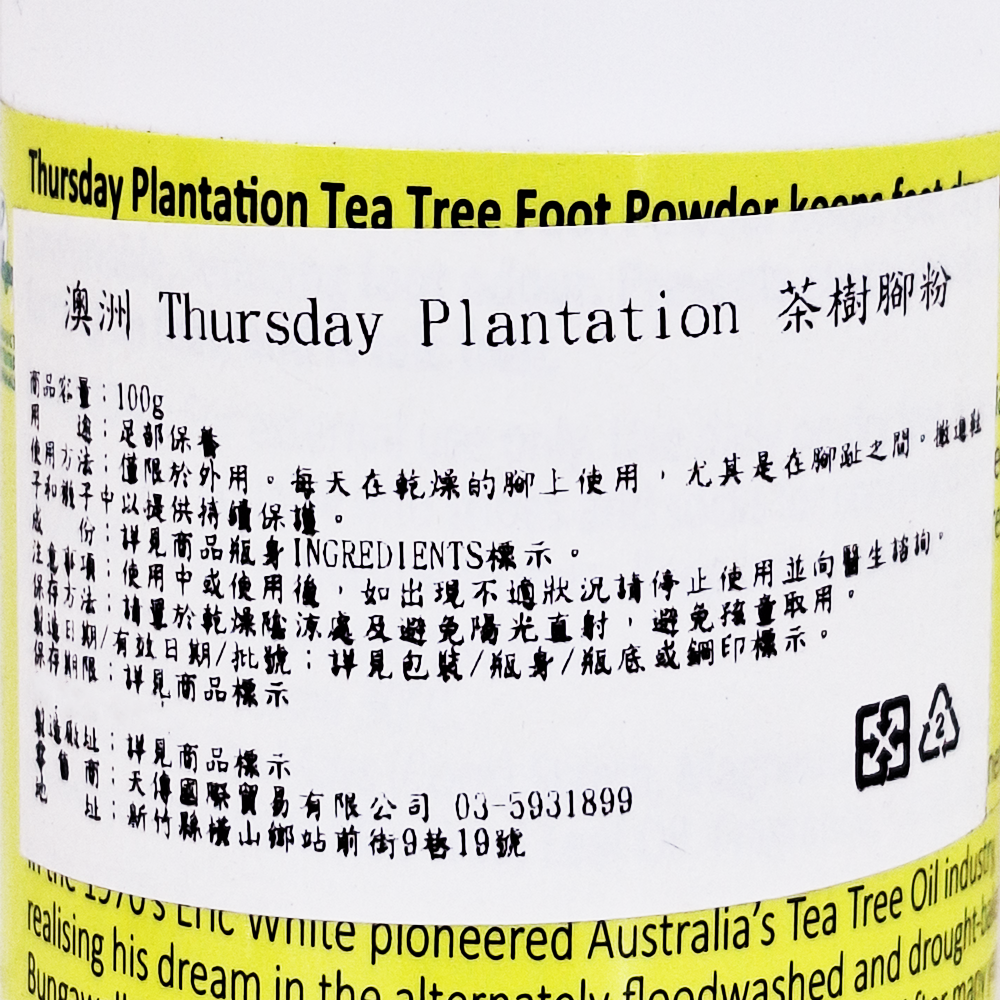 Thursday Plantation Tea Tree Foot Powder keeps feet
澳洲 Thursday Plantation 茶樹腳粉
商品容量：100g
用途：足部保養
使用方法：僅限於外用。每天在乾燥的腳上使用，尤其是在腳趾之間。撒進鞋
子和襪子中以提供持續保護。
成份：詳見商品瓶身INGREDIENTS標示。
注意事項：使用中或使用後，如出現不適狀況請停止使用並向醫生諮詢。
保存方法：請置於乾燥陰涼處及避免陽光直射，避免孩童取用。
製造日期/有效日期/批號：詳見包裝/瓶身/瓶底或鋼印標示。
保存期限：詳見商品標示
製造廠址：詳見商品標示
零售商：天傳國際貿易有限公司 03-5931899
地址：新竹縣橫山鄉站前街9巷19號
2
in the 1970's Eric White pioneered Australia's Tea Tree Oil industry
realising his dream in the alternately floodwashed and drought-